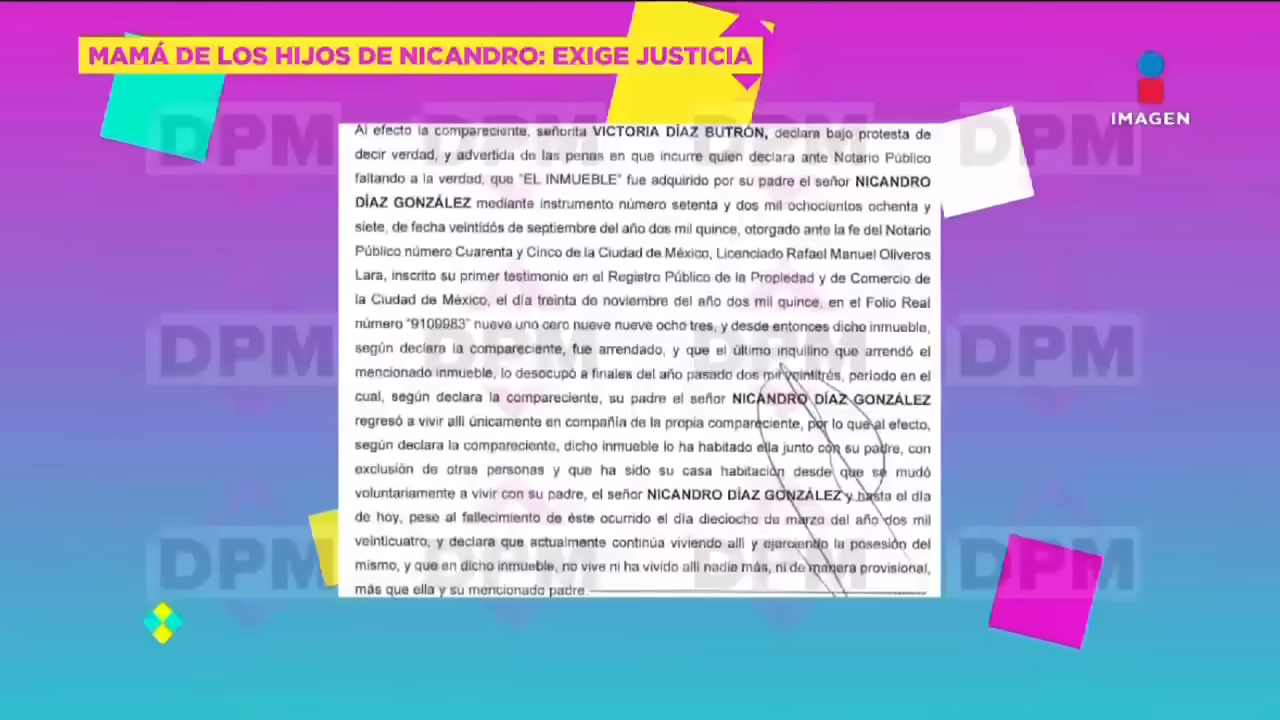 MAMÁ DE LOS HIJOS DE NICANDRO: EXIGE JUSTICIA
IMAGEN
Al efecto la compareciente, señorita VICTORIA DÍAZ BUTRÓN, declara bajo protesta de
decir verdad, y advertida de las penas en que incurre quien declara ante Notario Público
faltando a la verdad, que "EL INMUEBLE" fue adquirido por su padre el señor NICANDRO
DÍAZ GONZÁLEZ mediante instrumento número setenta y dos mil ochocientos ochenta y
siete, de fecha veintidós de septiembre del año dos mil quince, otorgado ante la fe del Notario
Público número Cuarenta y Cinco de la Ciudad de México, Licenciado Rafael Manuel Oliveros
Lara, inscrito su primer testimonio en el Registro Público de la Propiedad y de Comercio de
la Ciudad de México, el día treinta de noviembre del año dos mil quince, en el Folio Real
número "9109983" nueve uno cero nueve nueve ocho tres, y desde entonces dicho inmueble,
según declara la compareciente, fue arrendado, y que el último inquilino que arrendó el
mencionado inmueble, lo desocupó a finales del año pasado dos mil veintitrés, periodo en el
cual, según declara la compareciente, su padre el señor NICANDRO DÍAZ GONZÁLEZ
regresó a vivir allí únicamente en compañía de la propia compareciente, por lo que al efecto,
según declara la compareciente, dicho inmueble lo ha habitado ella junto con su padre, con
exclusión de otras personas y que ha sido su casa habitación desde que se mudó
voluntariamente a vivir con su padre, el señor NICANDRO DÍAZ GONZÁLEZ y hasta el día
de hoy, pese al fallecimiento de éste ocurrido el día dieciocho de marzo del año dos mil
veinticuatro, y declara que actualmente continúa viviendo allí y ejerciendo la posesión del
mismo, y que en dicho inmueble, no vive ni ha vivido allí nadie más, ni de manera provisional,
más que ella y su mencionado padre.
DPM DPM DPM DPM
DPM DPM
DPM DPM